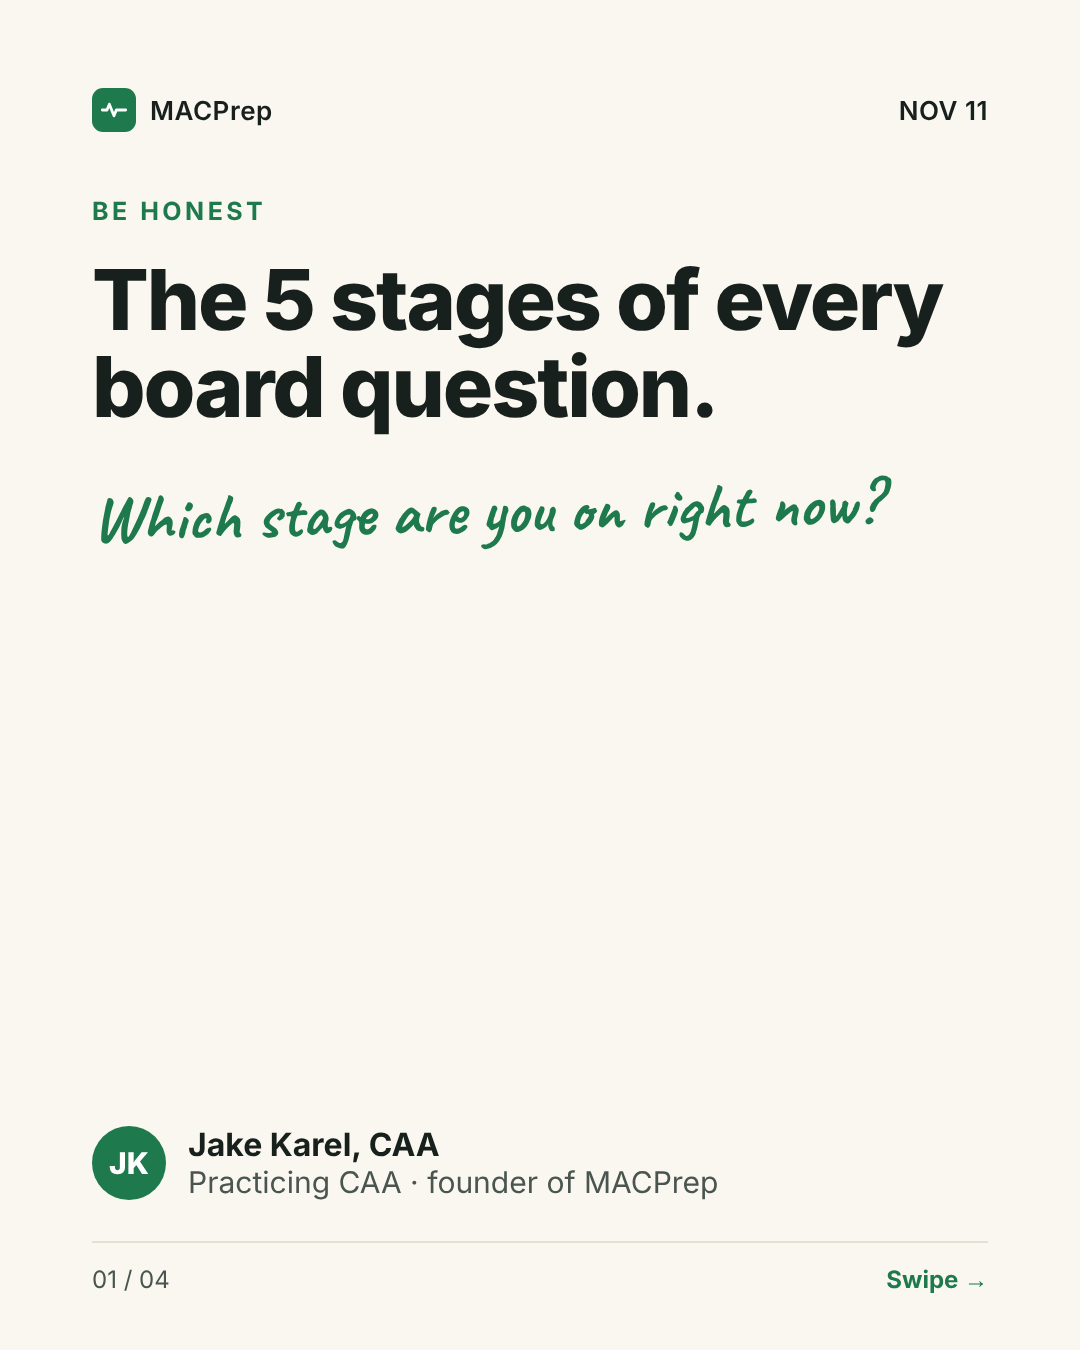 MACPrep
NOV 11
BE HONEST
The 5 stages of every
board question.
Which stage are you on right now?
JK
Jake Karel, CAA
Practicing CAA · founder of MACPrep
01 / 04
Swipe →